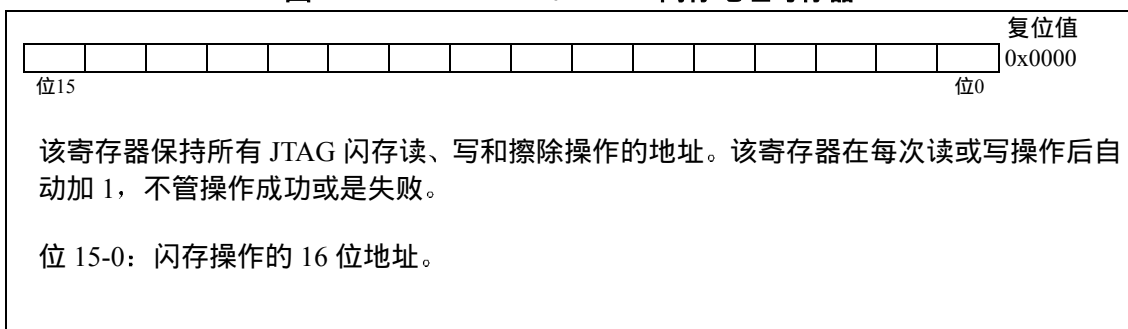 复位值
0x0000
位15 位0
该寄存器保持所有 JTAG 闪存读、写和擦除操作的地址。该寄存器在每次读或写操作后自
动加 1，不管操作成功或是失败。
位 15-0：闪存操作的 16 位地址。